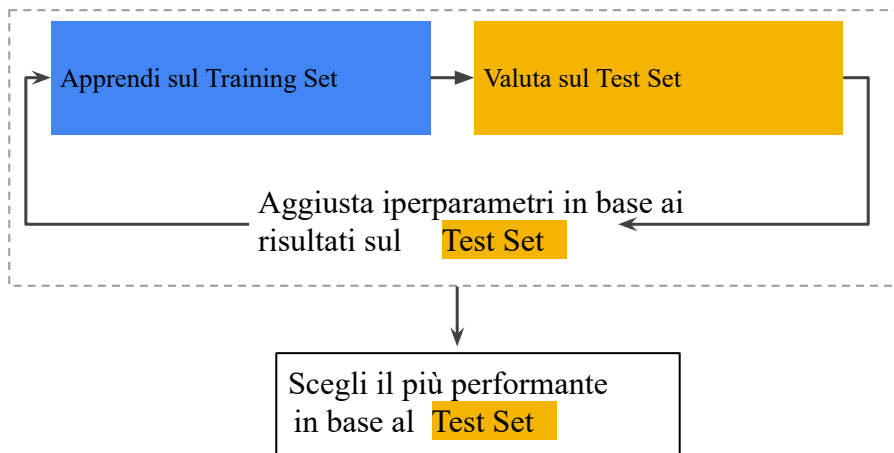 Apprendi sul Training Set
Valuta sul Test Set
Aggiusta iperparametri in base ai
risultati sul Test Set
Scegli il più performante
in base al Test Set